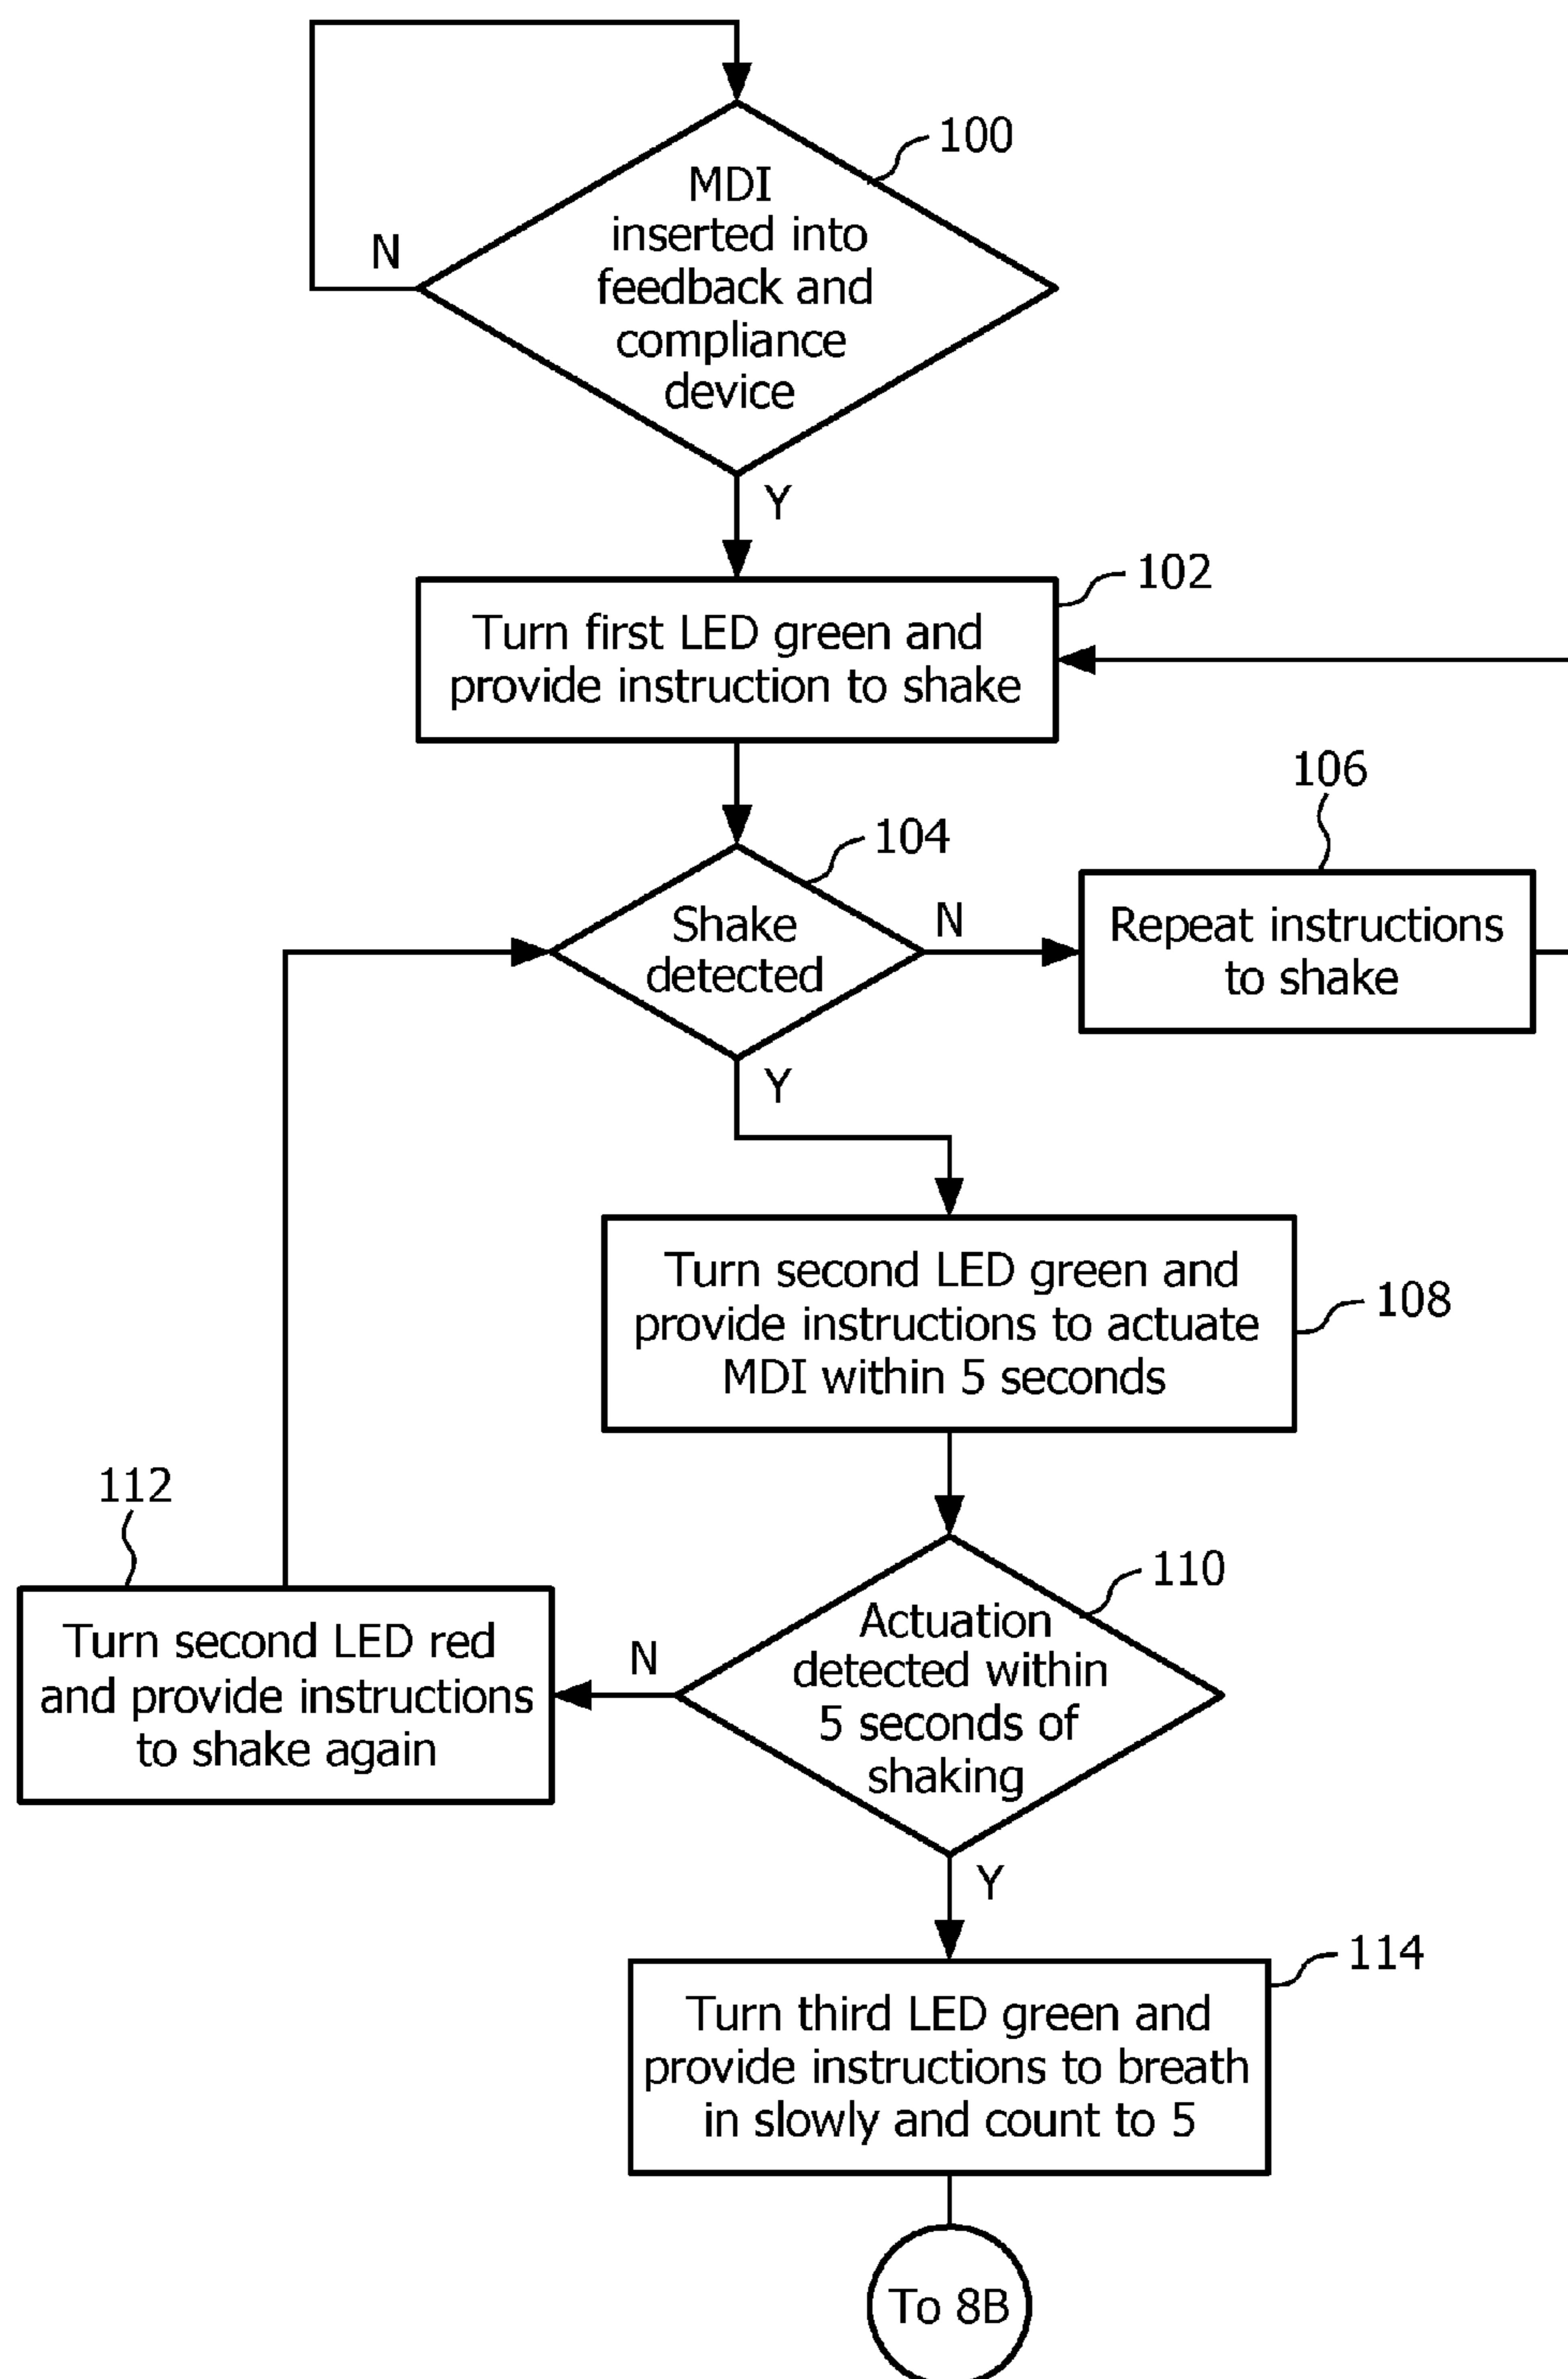 100
MDI
inserted into
feedback and
compliance
device
N
Y
102
Turn first LED green and
provide instruction to shake
104
Shake
detected
N
106
Repeat instructions
to shake
Y
Turn second LED green and
provide instructions to actuate
MDI within 5 seconds
108
110
Actuation
detected within
5 seconds of
shaking
N
112
Turn second LED red
and provide instructions
to shake again
Y
114
Turn third LED green and
provide instructions to breath
in slowly and count to 5
To 8B